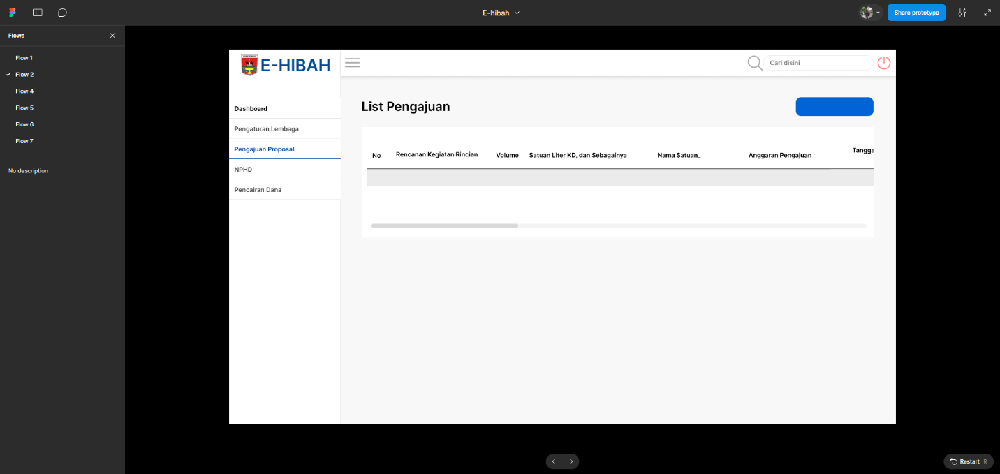 E-hibah
Share prototype
Flows
Flow 1
Flow 2
Flow 4
Flow 5
Flow 6
Flow 7
No description
E-HIBAH
Cari disini
Dashboard
Pengaturan Lembaga
Pengajuan Proposal
NPHD
Pencairan Dana
List Pengajuan
No Rencanan Kegiatan Rincian Volume Satuan Liter KD, dan Sebagainya Nama Satuan_ Anggaran Pengajuan Tangga
Restart R